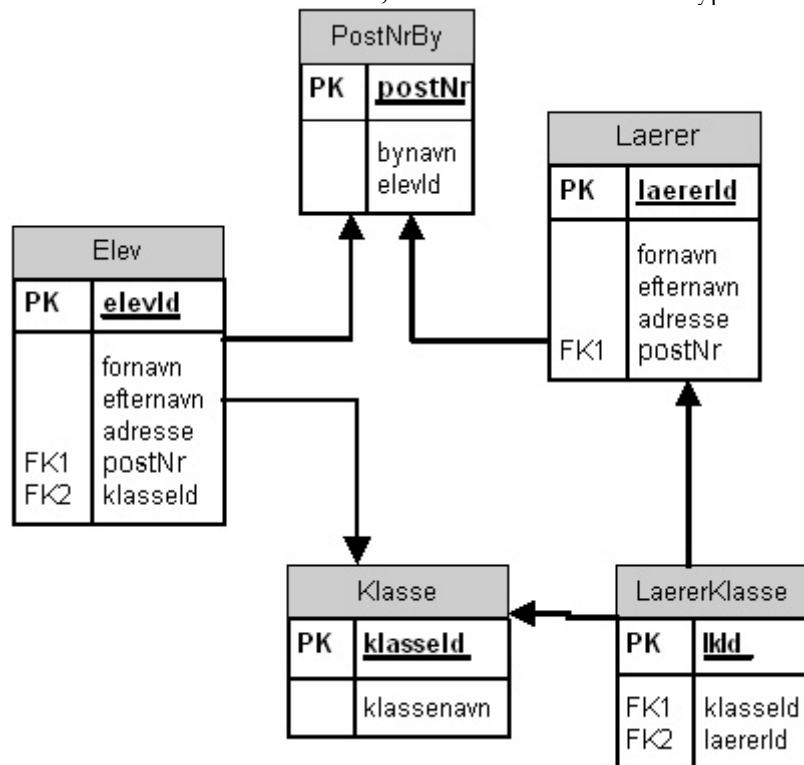 PostNrBy
PK postNr
bynavn
elevId
Laerer
PK laererId
fornavn
efternavn
adresse
FK1 postNr
Elev
PK elevId
fornavn
efternavn
adresse
FK1 postNr
FK2 klasseId
Klasse
PK klasseId
klassenavn
LaererKlasse
PK lkId
FK1 klasseId
FK2 laererId